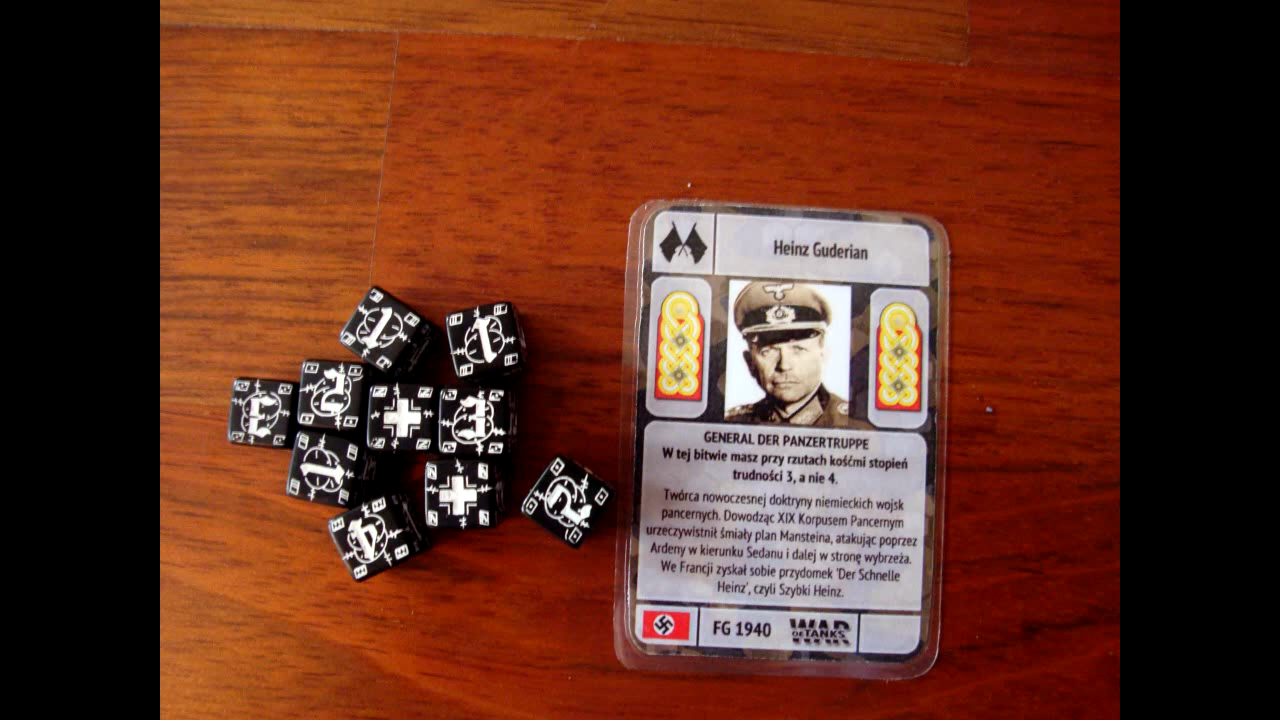 Heinz Guderian
GENERAL DER PANZERTRUPPE
W tej bitwie masz przy rzutach kośćmi stopień
trudności 3, a nie 4.
Twórca nowoczesnej doktryny niemieckich wojsk
pancernych. Dowodząc XIX Korpusem Pancernym
urzeczywistnił śmiały plan Mansteina, atakując poprzez
Ardeny w kierunku Sedanu i dalej w stronę wybrzeża.
We Francji zyskał sobie przydomek 'Der Schnelle
Heinz', czyli Szybki Heinz.
FG 1940
WAR
OF TANKS